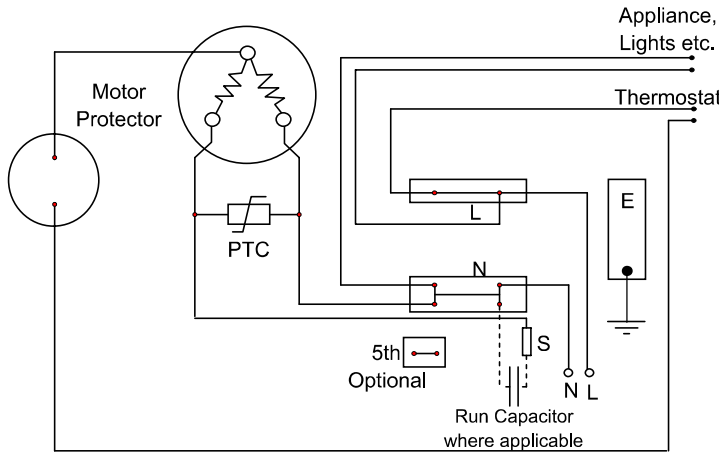 Appliance,
Lights etc.
Motor
Protector
Thermostat
E
L
PTC
N
S
5th
Optional
N L
Run Capacitor
where applicable